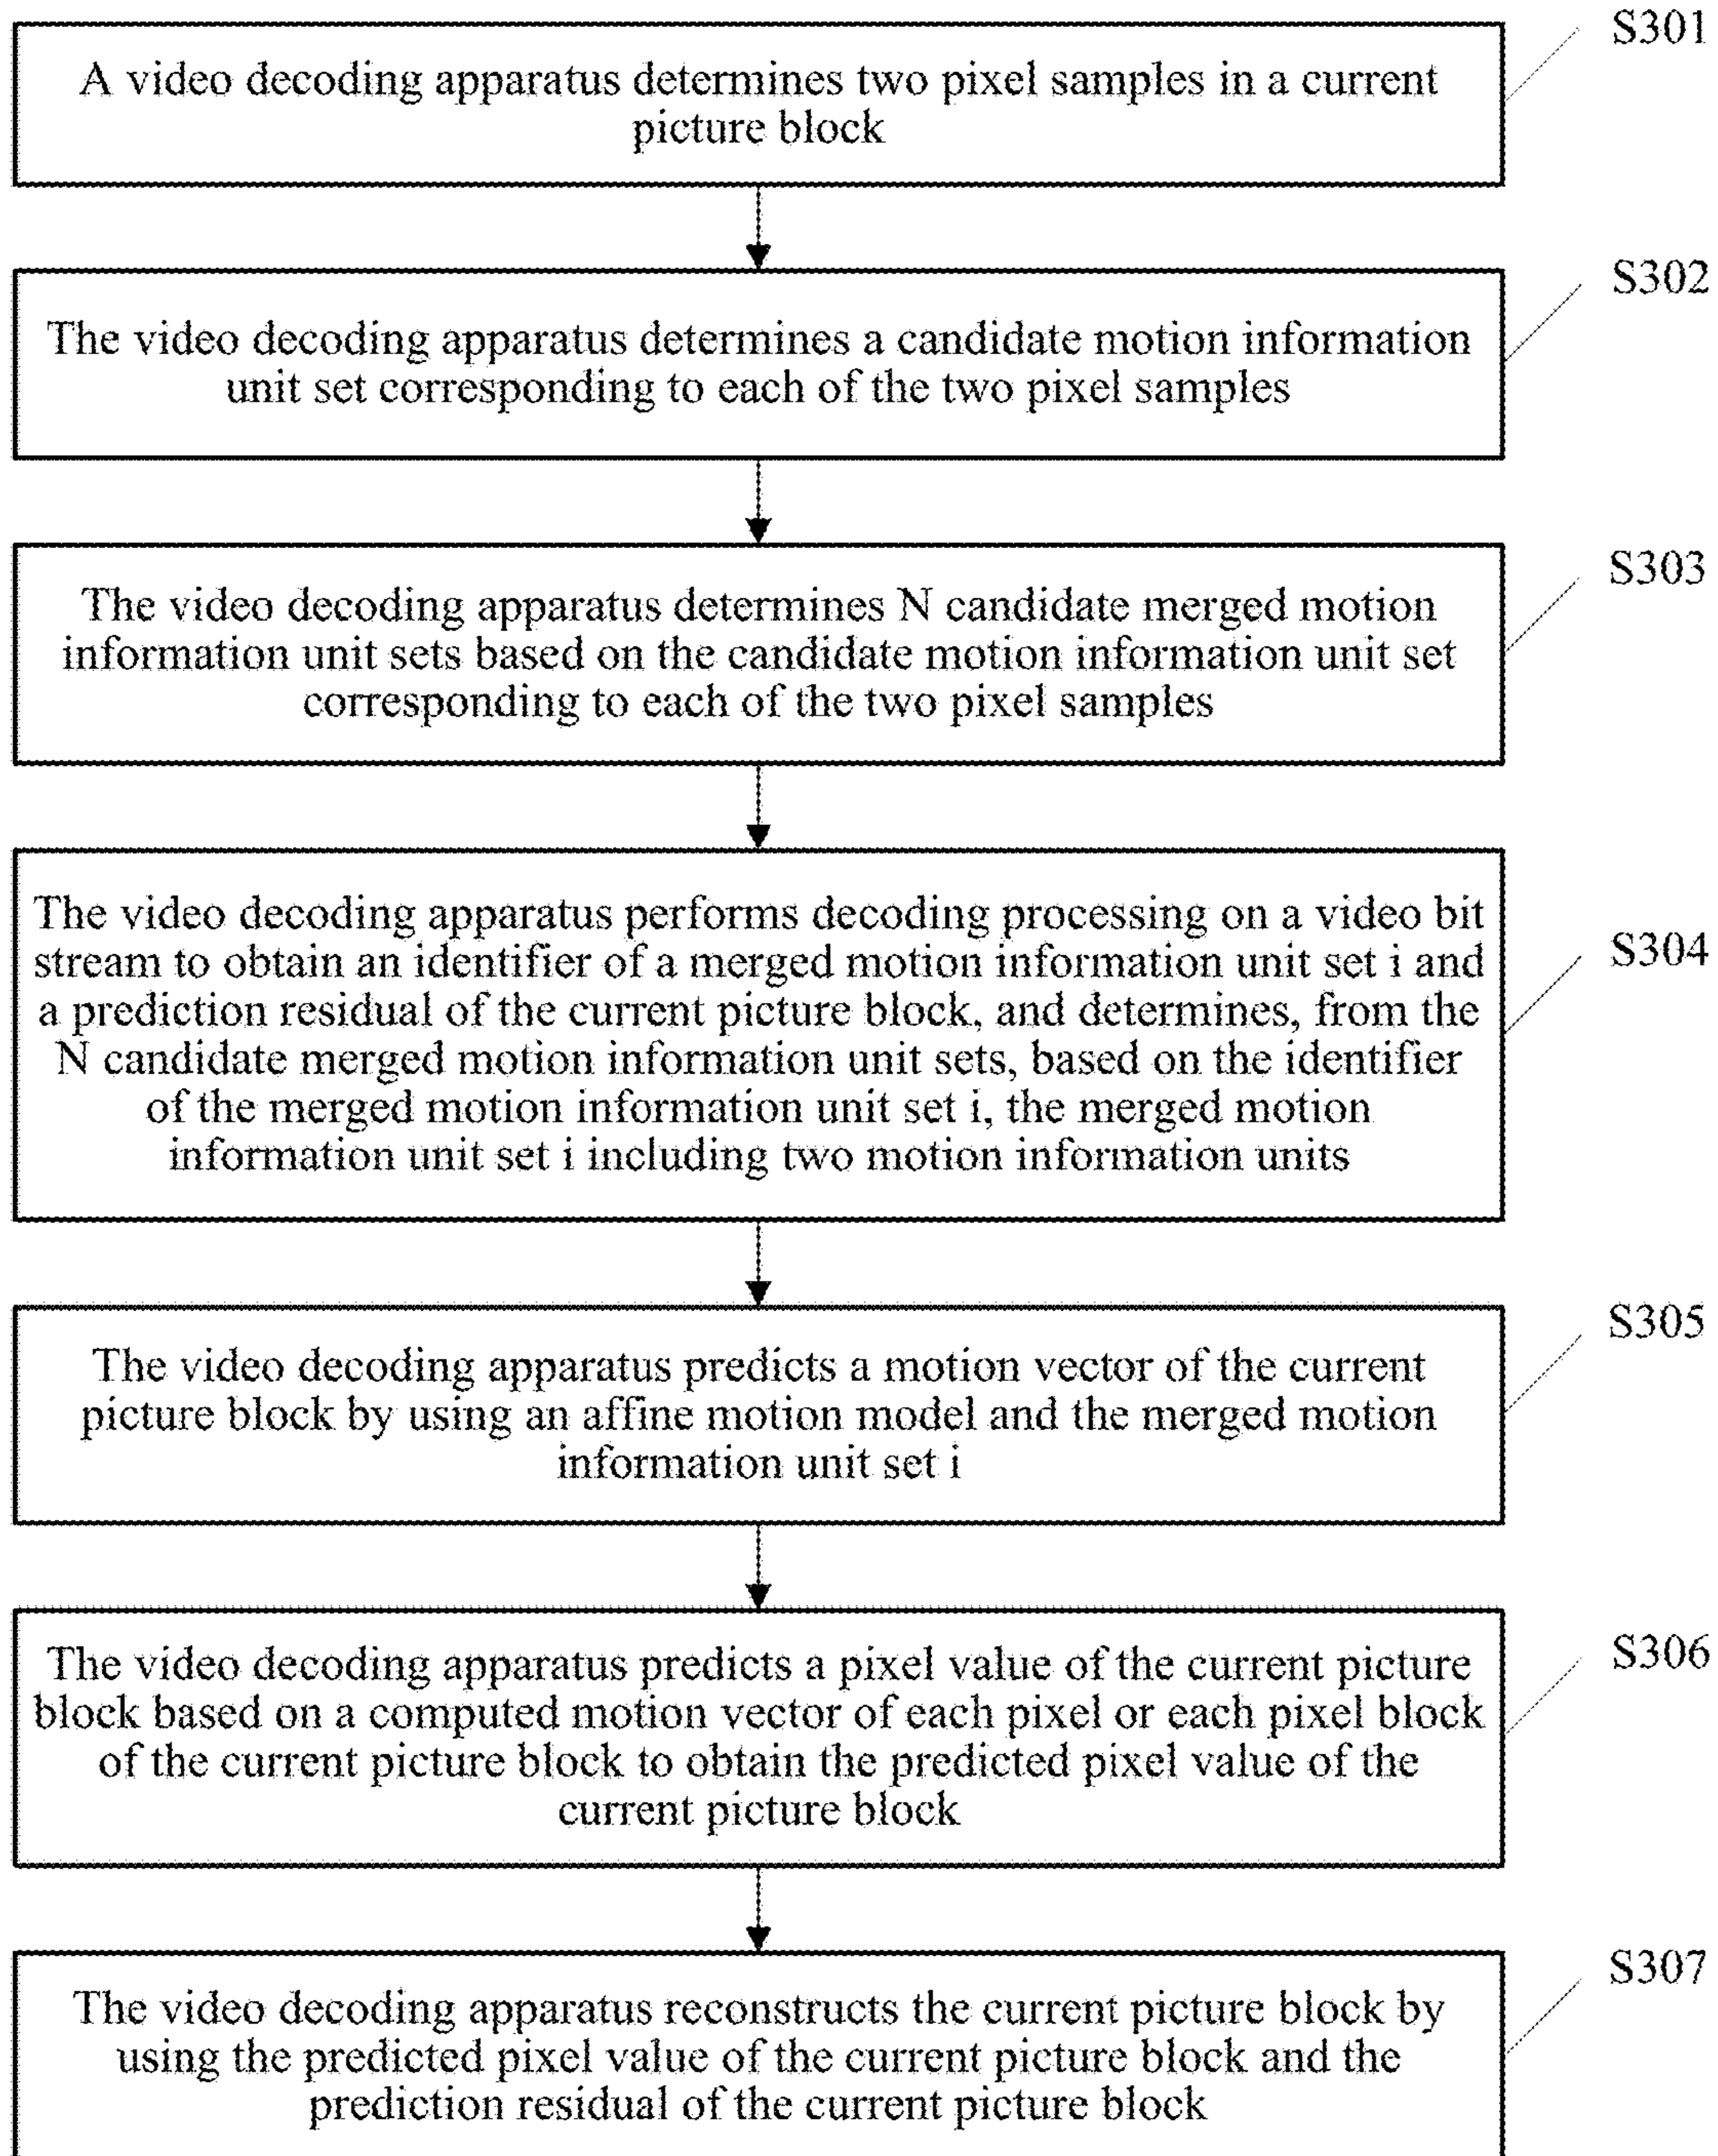 S301
A video decoding apparatus determines two pixel samples in a current
picture block
S302
The video decoding apparatus determines a candidate motion information
unit set corresponding to each of the two pixel samples
S303
The video decoding apparatus determines N candidate merged motion
information unit sets based on the candidate motion information unit set
corresponding to each of the two pixel samples
S304
The video decoding apparatus performs decoding processing on a video bit
stream to obtain an identifier of a merged motion information unit set i and
a prediction residual of the current picture block, and determines, from the
N candidate merged motion information unit sets, based on the identifier
of the merged motion information unit set i, the merged motion
information unit set i including two motion information units
S305
The video decoding apparatus predicts a motion vector of the current
picture block by using an affine motion model and the merged motion
information unit set i
S306
The video decoding apparatus predicts a pixel value of the current picture
block based on a computed motion vector of each pixel or each pixel block
of the current picture block to obtain the predicted pixel value of the
current picture block
S307
The video decoding apparatus reconstructs the current picture block by
using the predicted pixel value of the current picture block and the
prediction residual of the current picture block